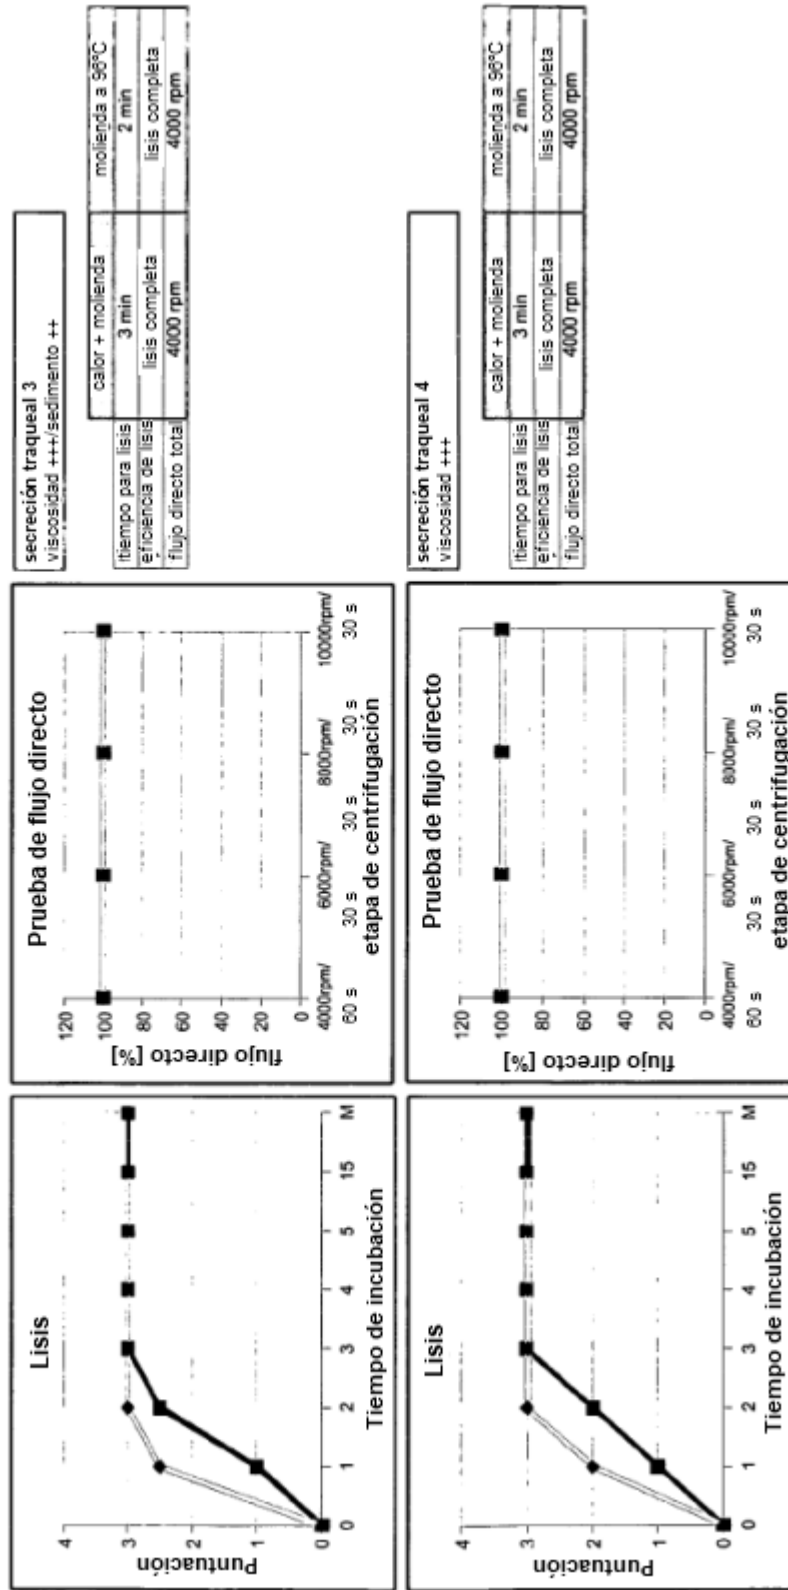 Lisis
4
3
2
1
0
Puntuación
0 1 2 3 4 5 15 M
Tiempo de incubación
Prueba de flujo directo
120
100
80
60
40
20
0
flujo directo [%]
4000rpm/ 6000rpm/ 8000rpm/ 10000rpm/
60 s 30 s 30 s 30 s 30 s 30 s
etapa de centrifugación
secreción traqueal 3
viscosidad +++/sedimento ++
calor + molienda molienda a 96°C
tiempo para lisis 3 min 2 min
eficiencia de lisis lisis completa lisis completa
flujo directo total 4000 rpm 4000 rpm
Lisis
4
3
2
1
0
Puntuación
0 1 2 3 4 5 15 M
Tiempo de incubación
Prueba de flujo directo
120
100
80
60
40
20
0
flujo directo [%]
4000rpm/ 6000rpm/ 8000rpm/ 10000rpm/
60 s 30 s 30 s 30 s 30 s 30 s
etapa de centrifugación
secreción traqueal 4
viscosidad +++
calor + molienda molienda a 96°C
tiempo para lisis 3 min 2 min
eficiencia de lisis lisis completa lisis completa
flujo directo total 4000 rpm 4000 rpm